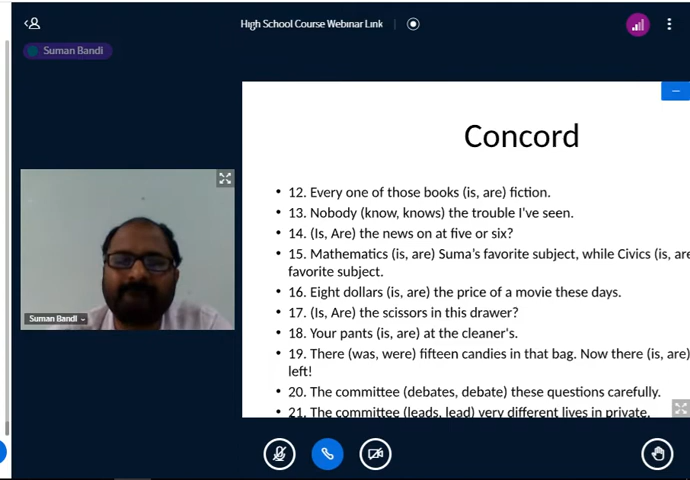 High School Course Webinar Link
Suman Bandi
Concord
• 12. Every one of those books (is, are) fiction.
• 13. Nobody (know, knows) the trouble I've seen.
• 14. (Is, Are) the news on at five or six?
• 15. Mathematics (is, are) Suma's favorite subject, while Civics (is, are
favorite subject.
• 16. Eight dollars (is, are) the price of a movie these days.
• 17. (Is, Are) the scissors in this drawer?
• 18. Your pants (is, are) at the cleaner's.
• 19. There (was, were) fifteen candies in that bag. Now there (is, are)
left!
• 20. The committee (debates, debate) these questions carefully.
• 21. The committee (leads, lead) very different lives in private.
Suman Bandi